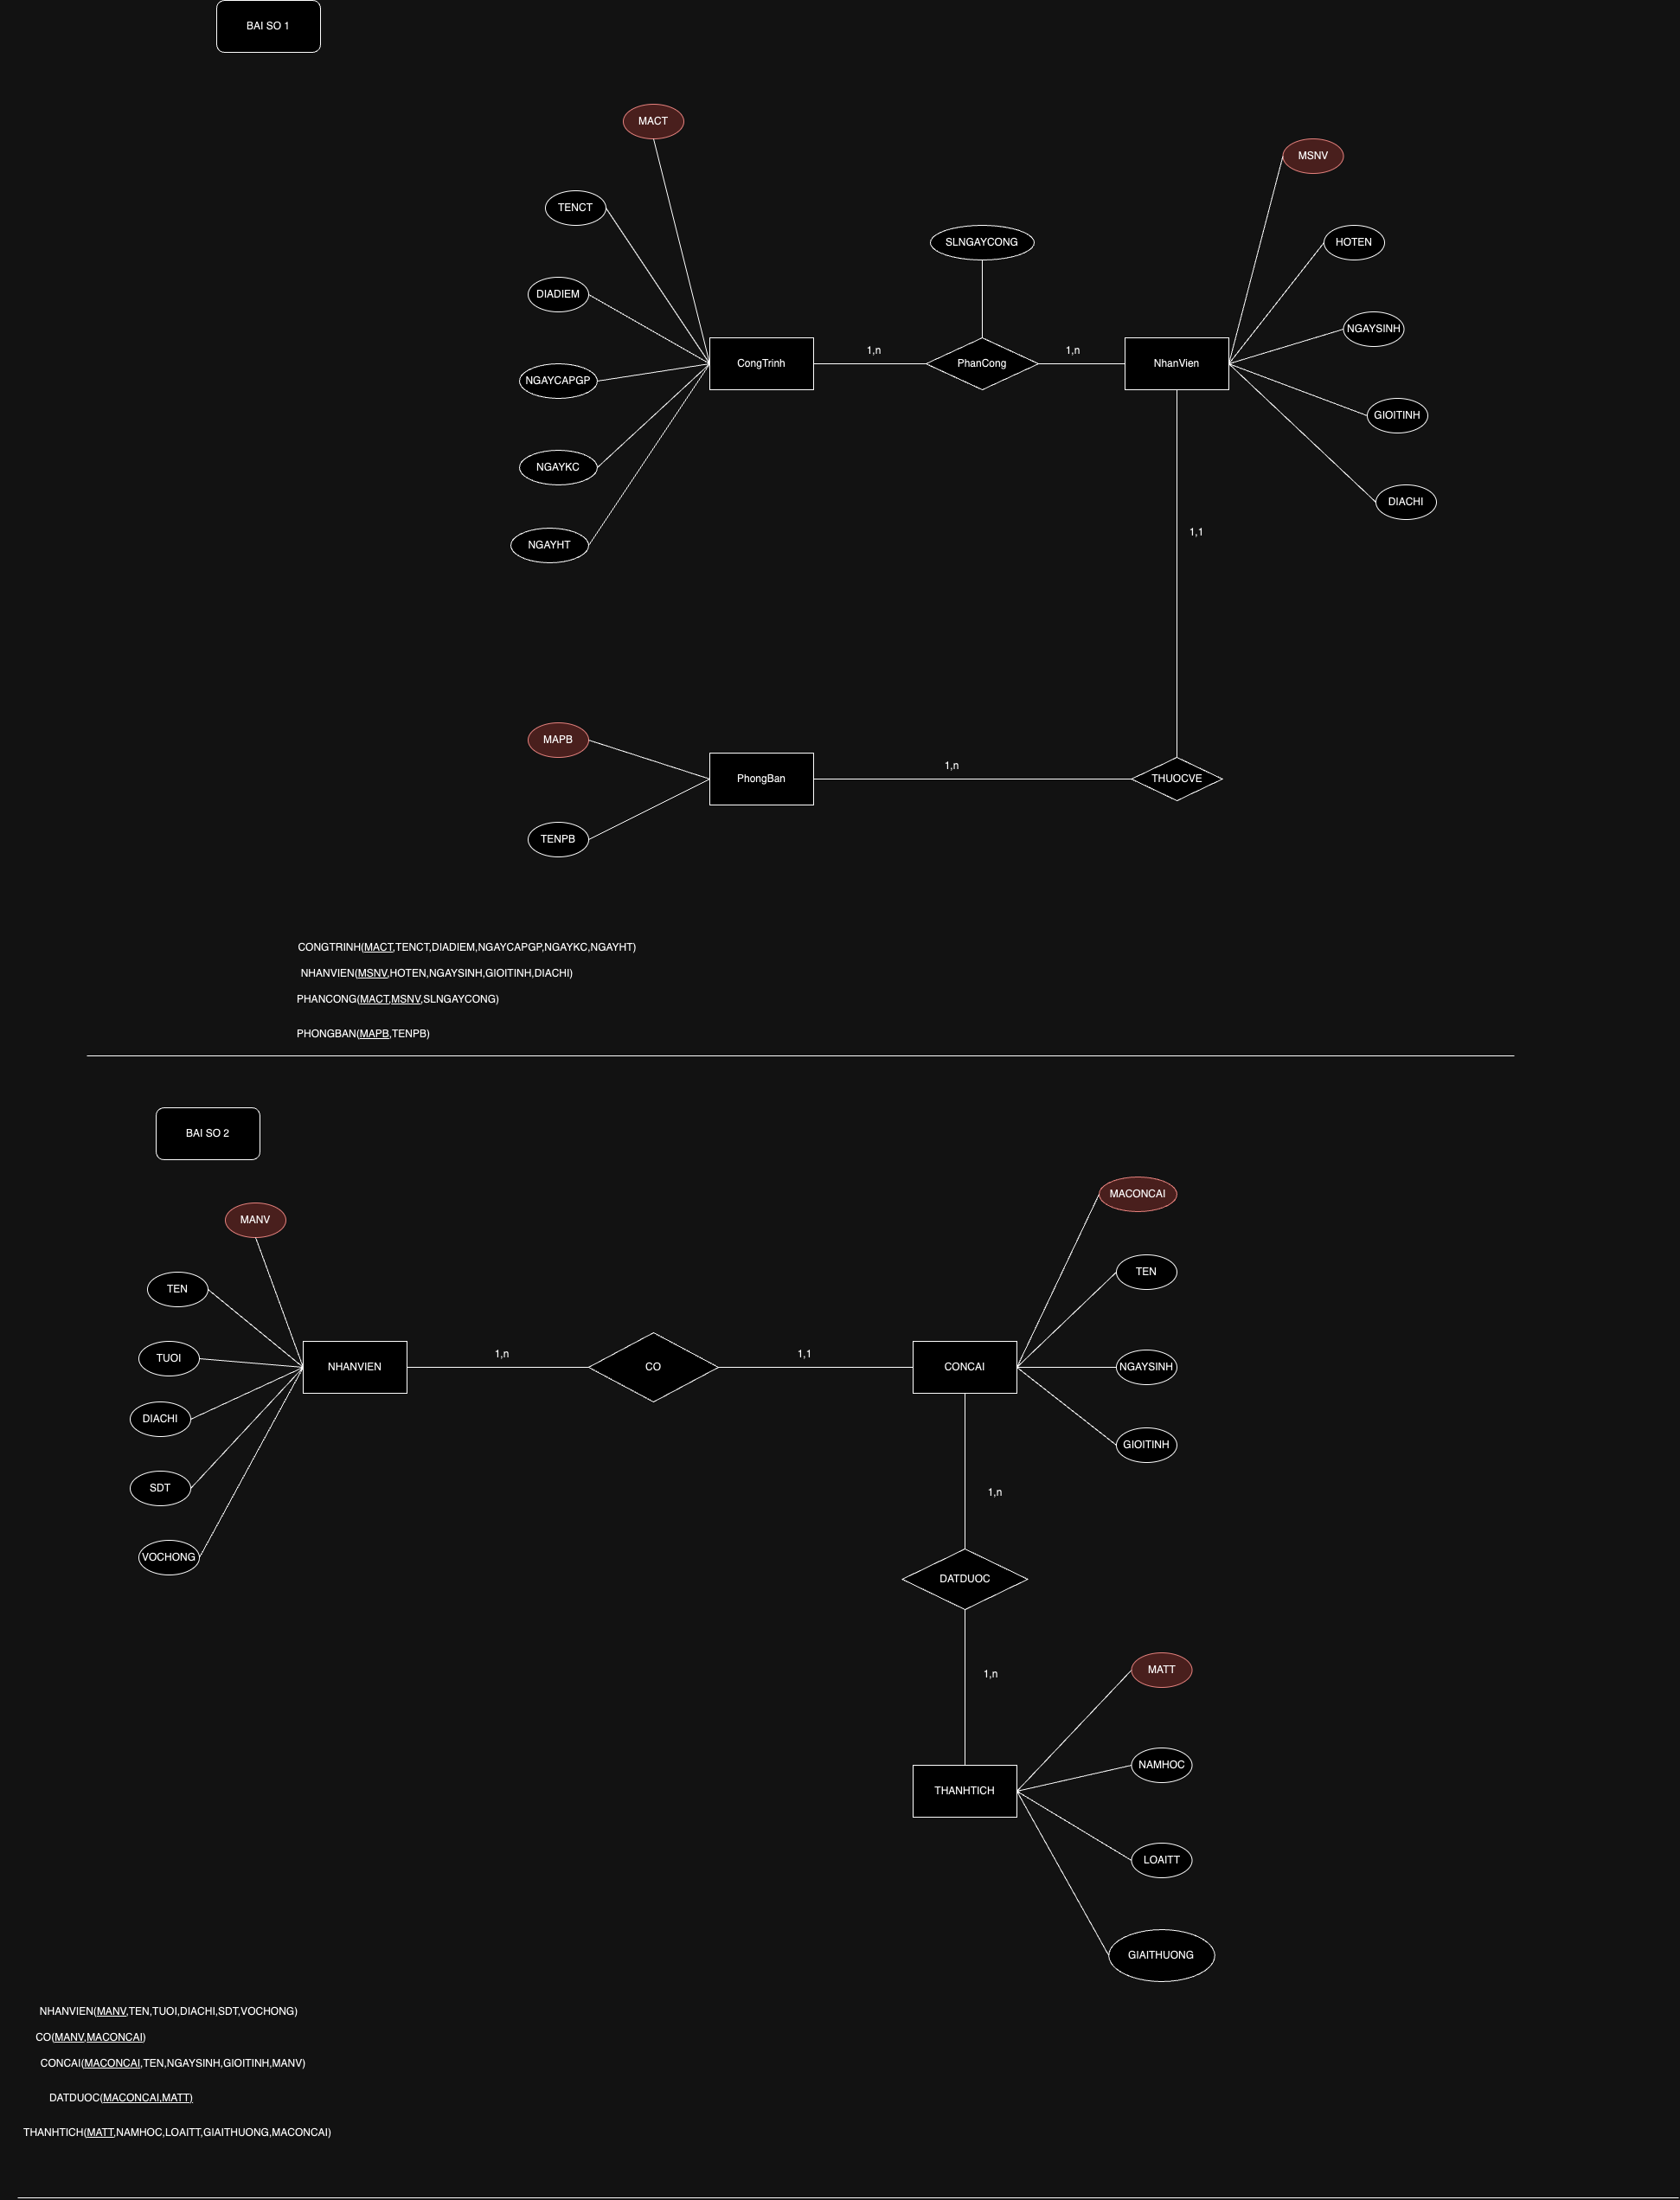 BAI SO 1
MACT
MSNV
TENCT
SLNGAYCONG
HOTEN
DIADIEM
NGAYSINH
1,n
1,n
CongTrinh
PhanCong
NhanVien
NGAYCAPGP
GIOITINH
NGAYKC
DIACHI
1,1
NGAYHT
MAPB
1,n
PhongBan
THUOCVE
TENPB
CONGTRINH(MACT,TENCT,DIADIEM,NGAYCAPGP,NGAYKC,NGAYHT)
NHANVIEN(MSNV,HOTEN,NGAYSINH,GIOITINH,DIACHI)
PHANCONG(MACT,MSNV,SLNGAYCONG)
PHONGBAN(MAPB,TENPB)
BAI SO 2
MACONCAI
MANV
TEN
TEN
TUOI
1,n
1,1
NHANVIEN
CO
CONCAI
NGAYSINH
DIACHI
GIOITINH
SDT
1,n
VOCHONG
DATDUOC
MATT
1,n
NAMHOC
THANHTICH
LOAITT
GIAITHUONG
NHANVIEN(MANV,TEN,TUOI,DIACHI,SDT,VOCHONG)
CO(MANV,MACONCAI)
CONCAI(MACONCAI,TEN,NGAYSINH,GIOITINH,MANV)
DATDUOC(MACONCAI,MATT)
THANHTICH(MATT,NAMHOC,LOAITT,GIAITHUONG,MACONCAI)